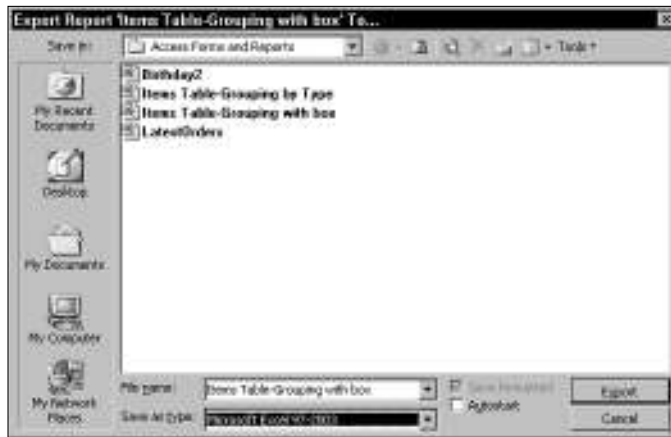 Export Report 'Items Table-Grouping with box' To...
Save in:
Access Forms and Reports
Tools
Birthday2
Items Table-Grouping by Type
Items Table-Grouping with box
LatestOrders
My Recent
Documents
Desktop
My Documents
My Computer
My Network
Places
File name:
Items Table-Grouping with box
Save Formatted
Export
Save as type:
Microsoft Excel 97-2003
Autostart
Cancel